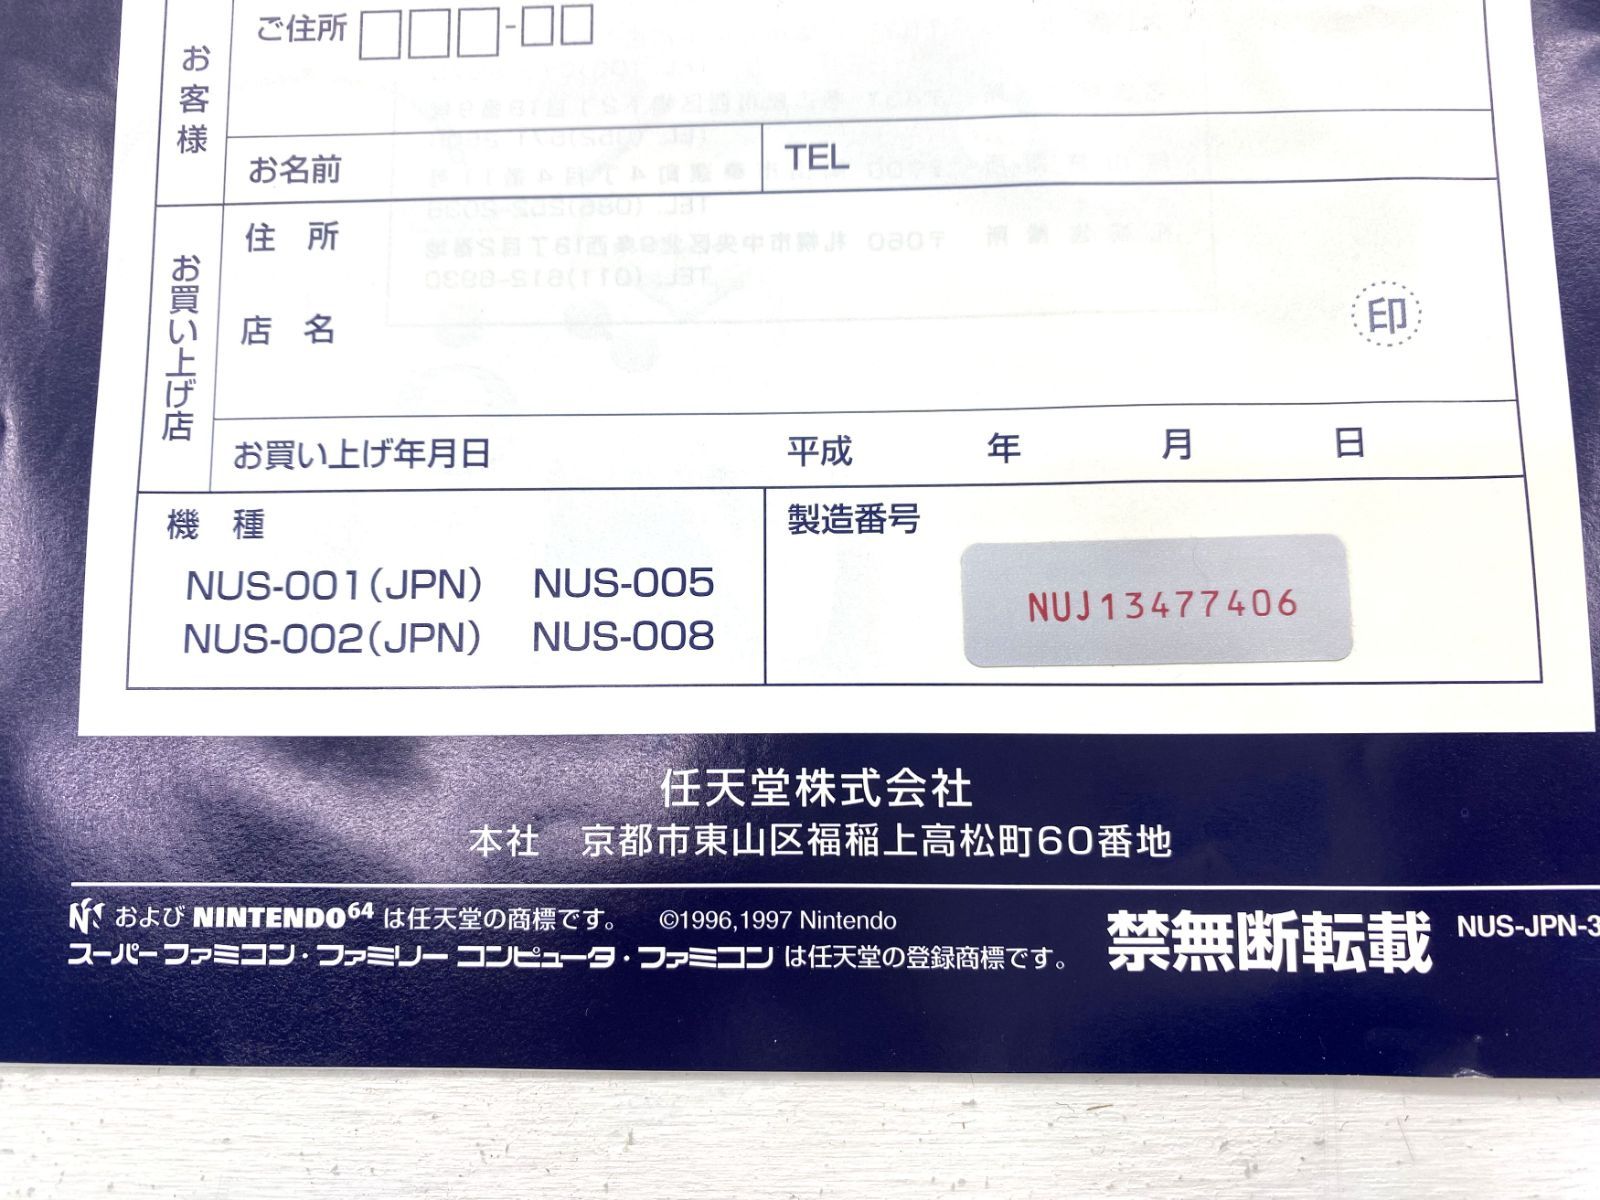 お客様
ご住所 □□□-□□
お名前
TEL
お買い上げ店
住 所
店 名
印
お買い上げ年月日 平成 年 月 日
機 種
NUS-001(JPN) NUS-005
NUS-002(JPN) NUS-008
製造番号
NUJ13477406
任天堂株式会社
本社 京都市東山区福稲上高松町60番地
および NINTENDO64 は任天堂の商標です。 ©1996,1997 Nintendo
スーパーファミコン・ファミリーコンピュータ・ファミコン は任天堂の登録商標です。
禁無断転載
NUS-JPN-3